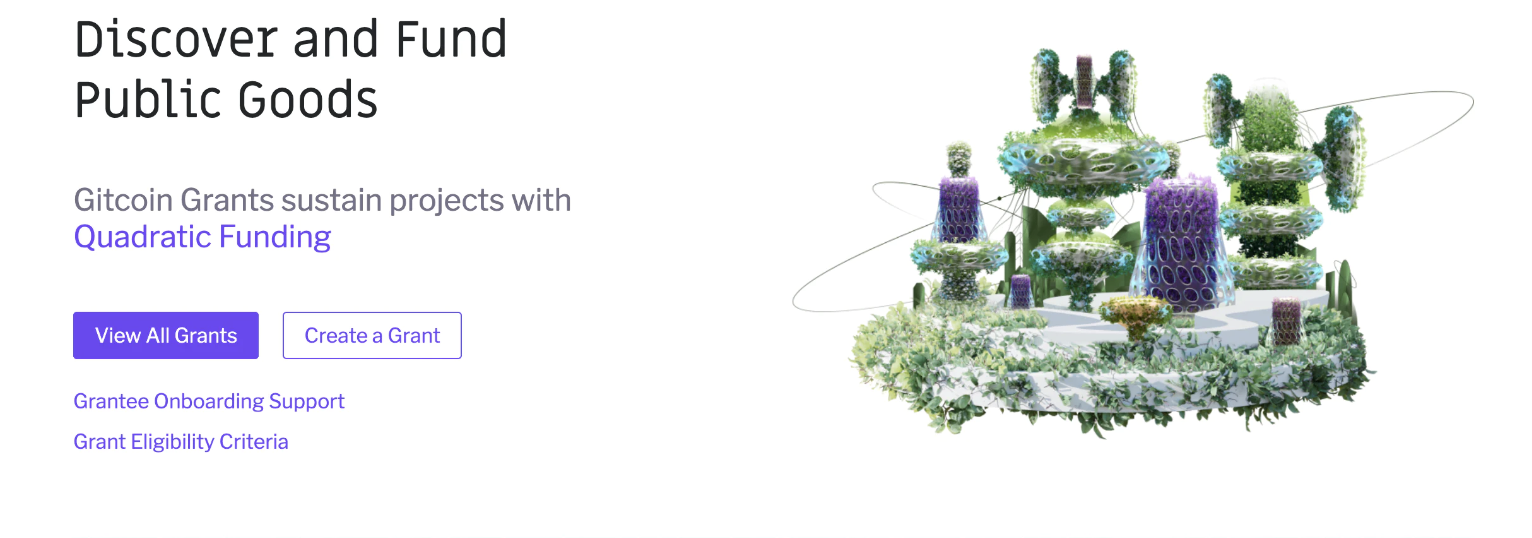 Discover and Fund
Public Goods
Gitcoin Grants sustain projects with
Quadratic Funding
View All Grants
Create a Grant
Grantee Onboarding Support
Grant Eligibility Criteria